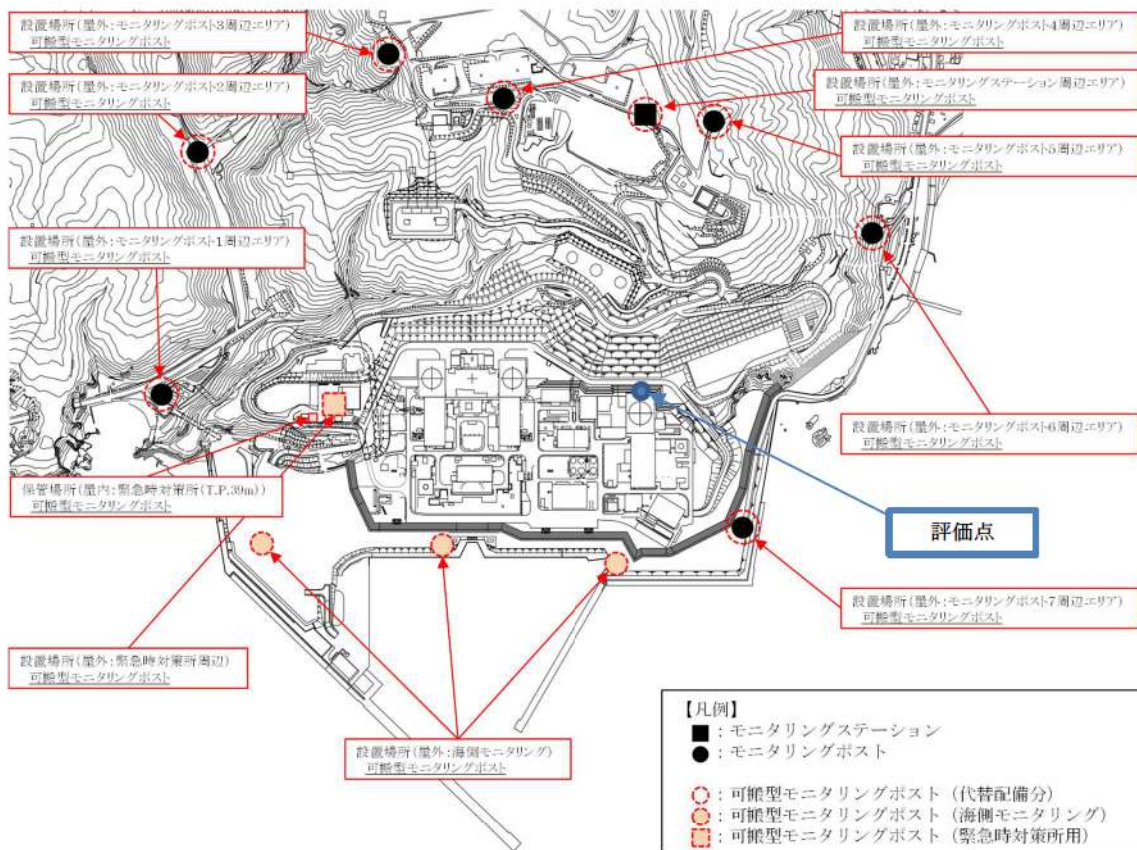 設置場所(屋外:モニタリングポスト3周辺エリア)
可搬型モニタリングポスト
設置場所(屋外:モニタリングポスト4周辺エリア)
可搬型モニタリングポスト
設置場所(屋外:モニタリングポスト2周辺エリア)
可搬型モニタリングポスト
設置場所(屋外:モニタリングステーション周辺エリア)
可搬型モニタリングポスト
設置場所(屋外:モニタリングポスト5周辺エリア)
可搬型モニタリングポスト
設置場所(屋外:モニタリングポスト1周辺エリア)
可搬型モニタリングポスト
設置場所(屋外:モニタリングポスト6周辺エリア)
可搬型モニタリングポスト
保管場所(屋内:緊急時対策所(T.P.39m))
可搬型モニタリングポスト
評価点
設置場所(屋外:モニタリングポスト7周辺エリア)
可搬型モニタリングポスト
設置場所(屋外:緊急時対策所周辺)
可搬型モニタリングポスト
設置場所(屋外:海側モニタリング)
可搬型モニタリングポスト
【凡例】
■:モニタリングステーション
●:モニタリングポスト
:可搬型モニタリングポスト(代替配備分)
:可搬型モニタリングポスト(海側モニタリング)
:可搬型モニタリングポスト(緊急時対策所用)